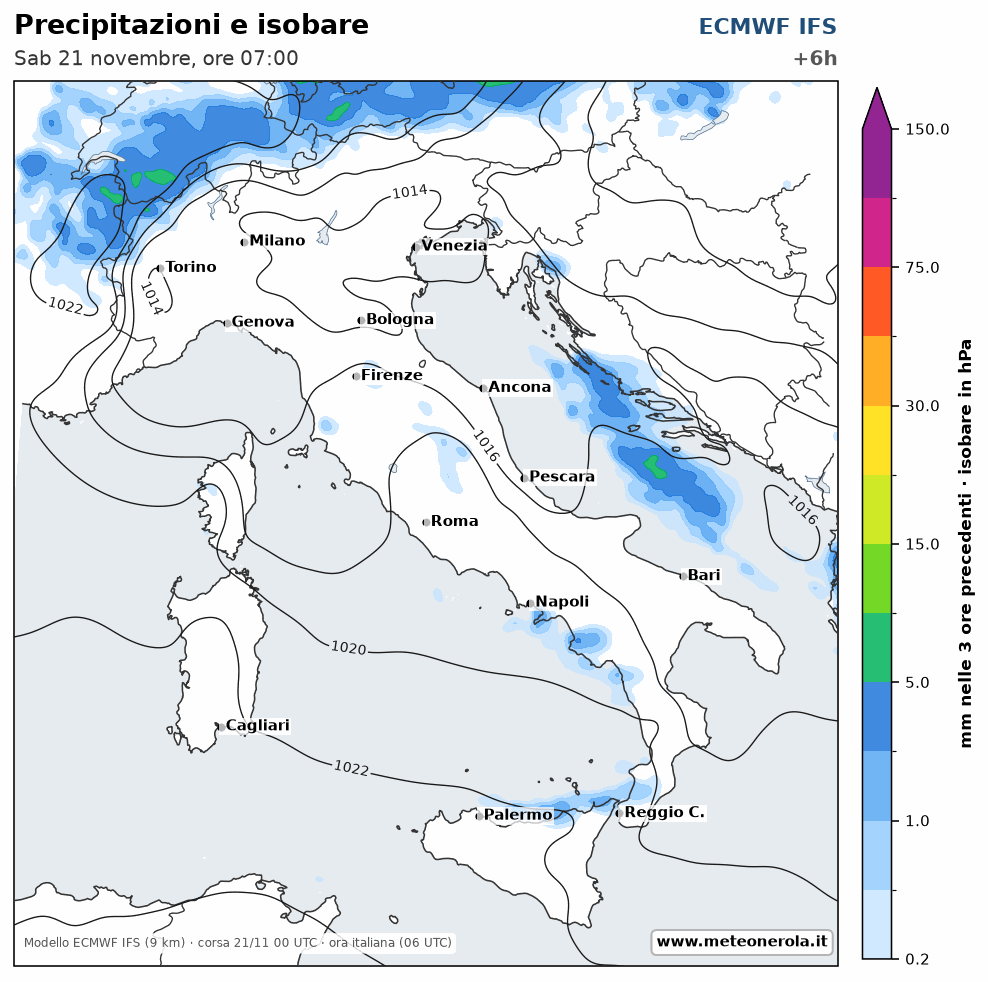 Precipitazioni e isobare
ECMWF IFS
Sab 21 novembre, ore 07:00
+6h
1014
Milano
Venezia
Torino
1022
1014
Genova
Bologna
Firenze
Ancona
1016
Pescara
1016
Roma
Bari
Napoli
1020
Cagliari
1022
Palermo
Reggio C.
Modello ECMWF IFS (9 km) · corsa 21/11 00 UTC · ora italiana (06 UTC)
www.meteonerola.it
150.0
75.0
30.0
15.0
5.0
1.0
0.2
mm nelle 3 ore precedenti · isobare in hPa